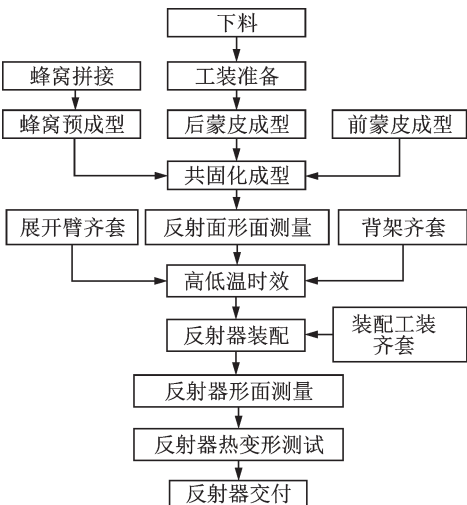 下料
蜂窝拼接
工装准备
蜂窝预成型
后蒙皮成型
前蒙皮成型
共固化成型
展开臂齐套
反射面形面测量
背架齐套
高低温时效
反射器装配
装配工装
齐套
反射器形面测量
反射器热变形测试
反射器交付